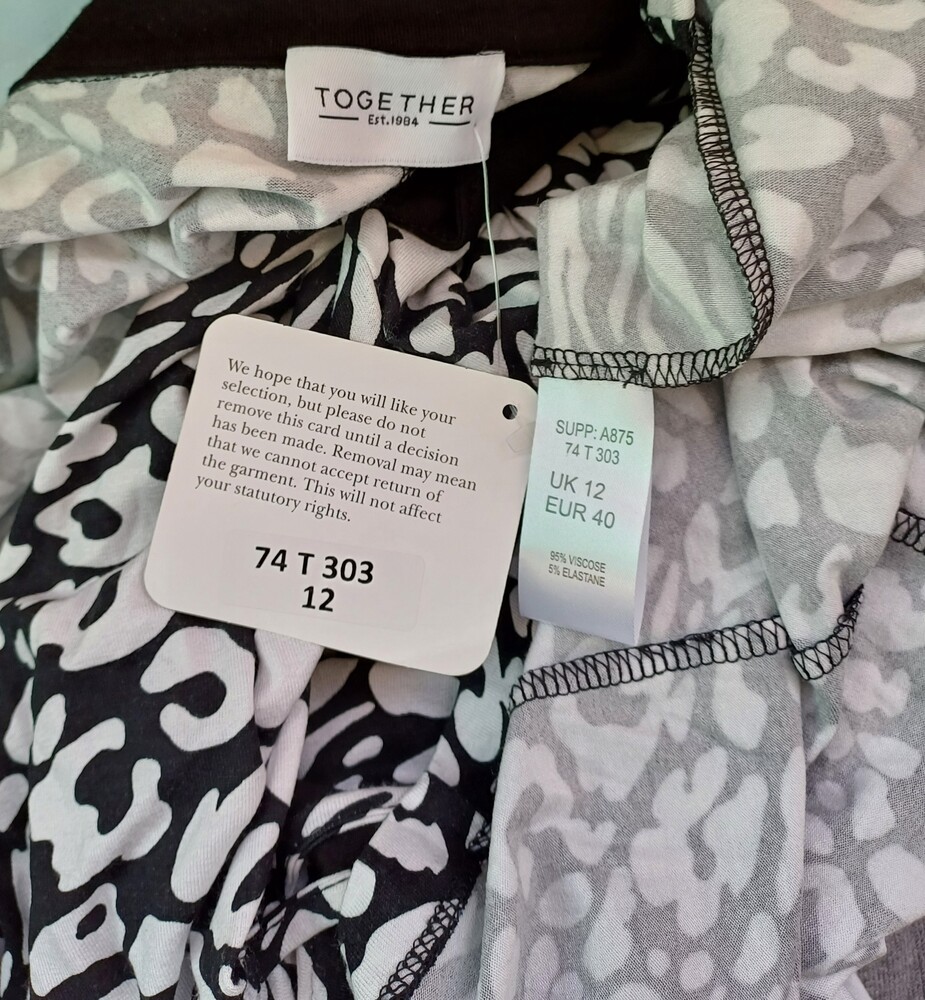 TOGETHER
Est.1984
We hope that you will like your
selection, but please do not
remove this card until a decision
has been made. Removal may mean
that we cannot accept return of
the garment. This will not affect
your statutory rights.
74 T 303
12
SUPP: A875
74 T 303
UK 12
EUR 40
95% VISCOSE
5% ELASTANE